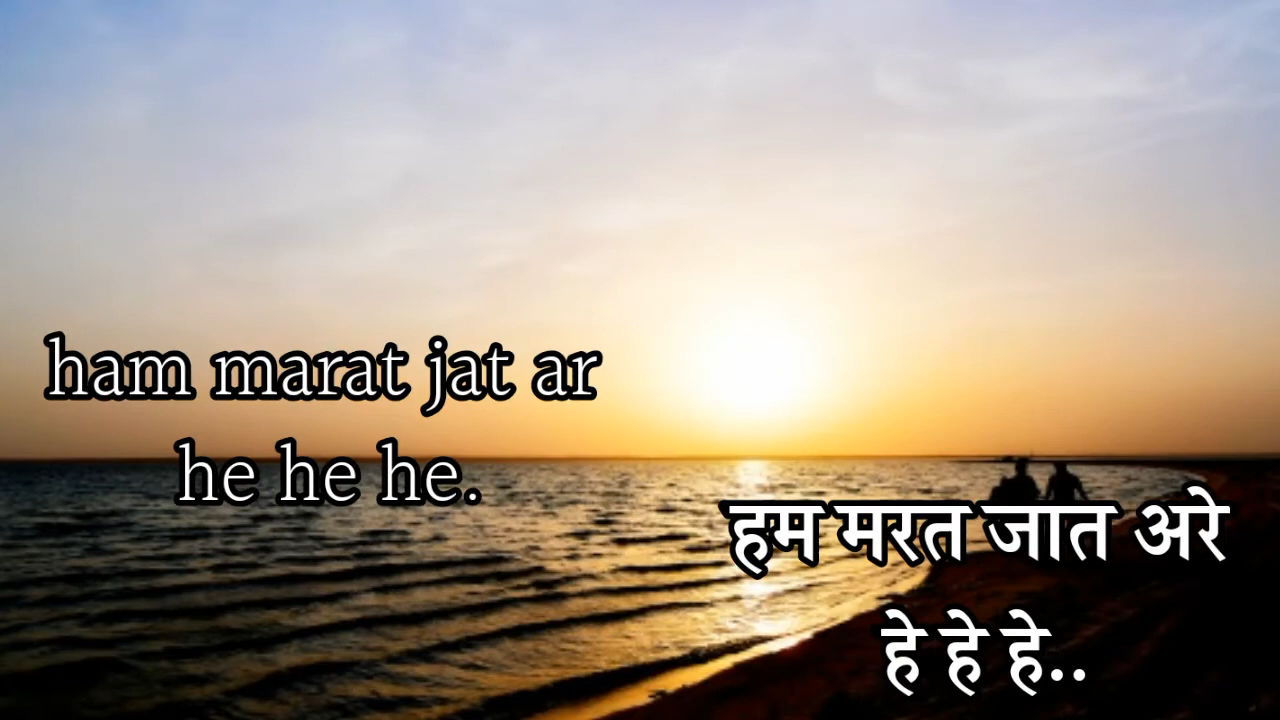 ham marat jat ar
he he he.
हम मरत जात अरे
हे हे हे..